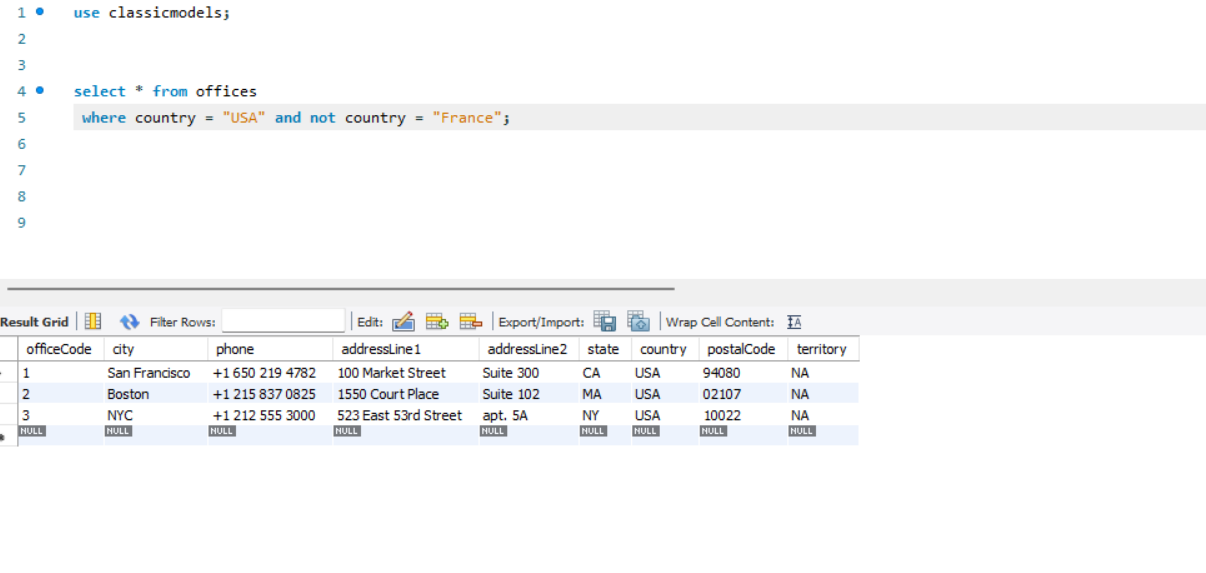 1 use classicmodels;
2
3
4 select * from offices
5 where country = "USA" and not country = "France";
6
7
8
9
Result Grid Filter Rows: Edit: Export/Import: Wrap Cell Content: IA
officeCode city phone addressLine1 addressLine2 state country postalCode territory
1 San Francisco +1 650 219 4782 100 Market Street Suite 300 CA USA 94080 NA
2 Boston +1 215 837 0825 1550 Court Place Suite 102 MA USA 02107 NA
3 NYC +1 212 555 3000 523 East 53rd Street apt. 5A NY USA 10022 NA
NULL NULL NULL NULL NULL NULL NULL NULL NULL